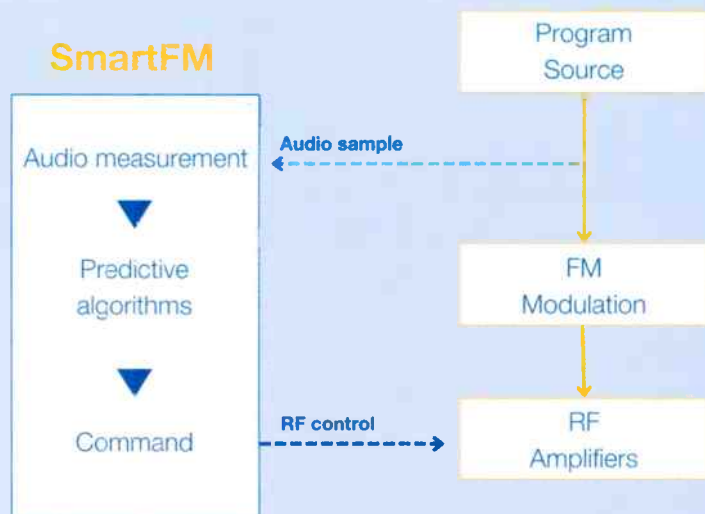 SmartFM
Audio measurement
Predictive
algorithms
Command
Audio sample
RF control
Program
Source
FM
Modulation
RF
Amplifiers